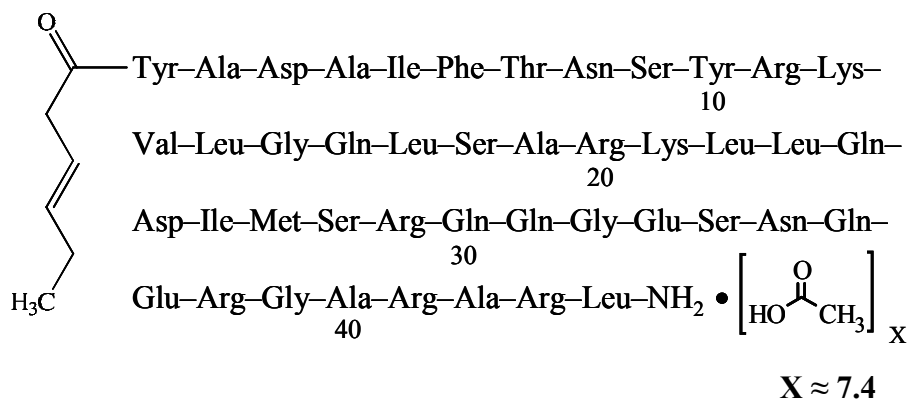 O
Tyr–Ala–Asp–Ala–Ile–Phe–Thr–Asn–Ser–Tyr–Arg–Lys–
10
Val–Leu–Gly–Gln–Leu–Ser–Ala–Arg–Lys–Leu–Leu–Gln–
20
Asp–Ile–Met–Ser–Arg–Gln–Gln–Gly–Glu–Ser–Asn–Gln–
30
H₃C
Glu–Arg–Gly–Ala–Arg–Ala–Arg–Leu–NH₂ • [ O HO CH₃ ] X
40
X ≈ 7.4